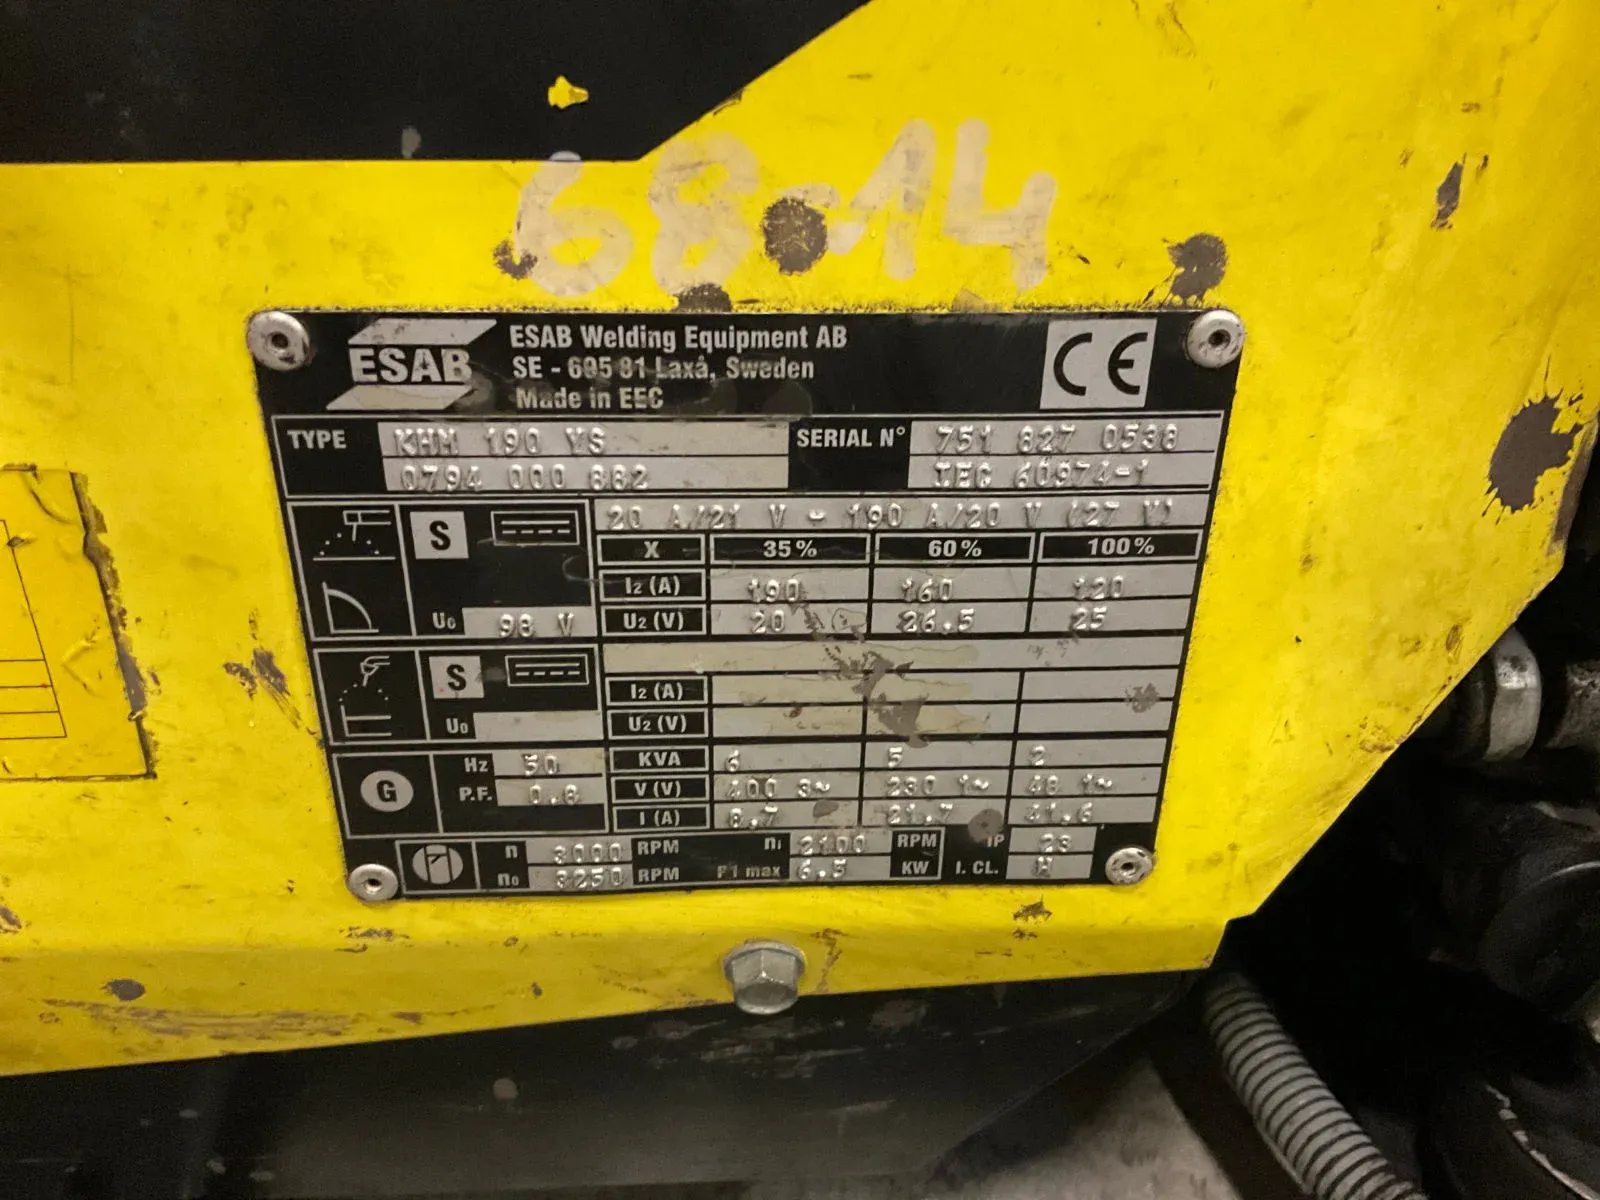 68-14
ESAB
ESAB Welding Equipment AB
SE - 695 81 Laxå, Sweden
Made in EEC
CE
TYPE KHM 190 YS SERIAL N° 751 827 0538
0794 000 882 IEC 60974-1
S 20 A/21 V - 190 A/20 V (27 V)
X 35% 60% 100%
I2 (A) 190 160 120
U0 98 V U2 (V) 20 26.5 25
S
I2 (A)
U0 U2 (V)
G Hz 50 KVA 6 5 2
P.F. 0.8 V (V) 400 3~ 230 1~ 48 1~
I (A) 8,7 21,7 41,6
n 3000 RPM n1 2100 RPM IP 23
n0 3250 RPM P1 max 6.5 KW I. CL. H